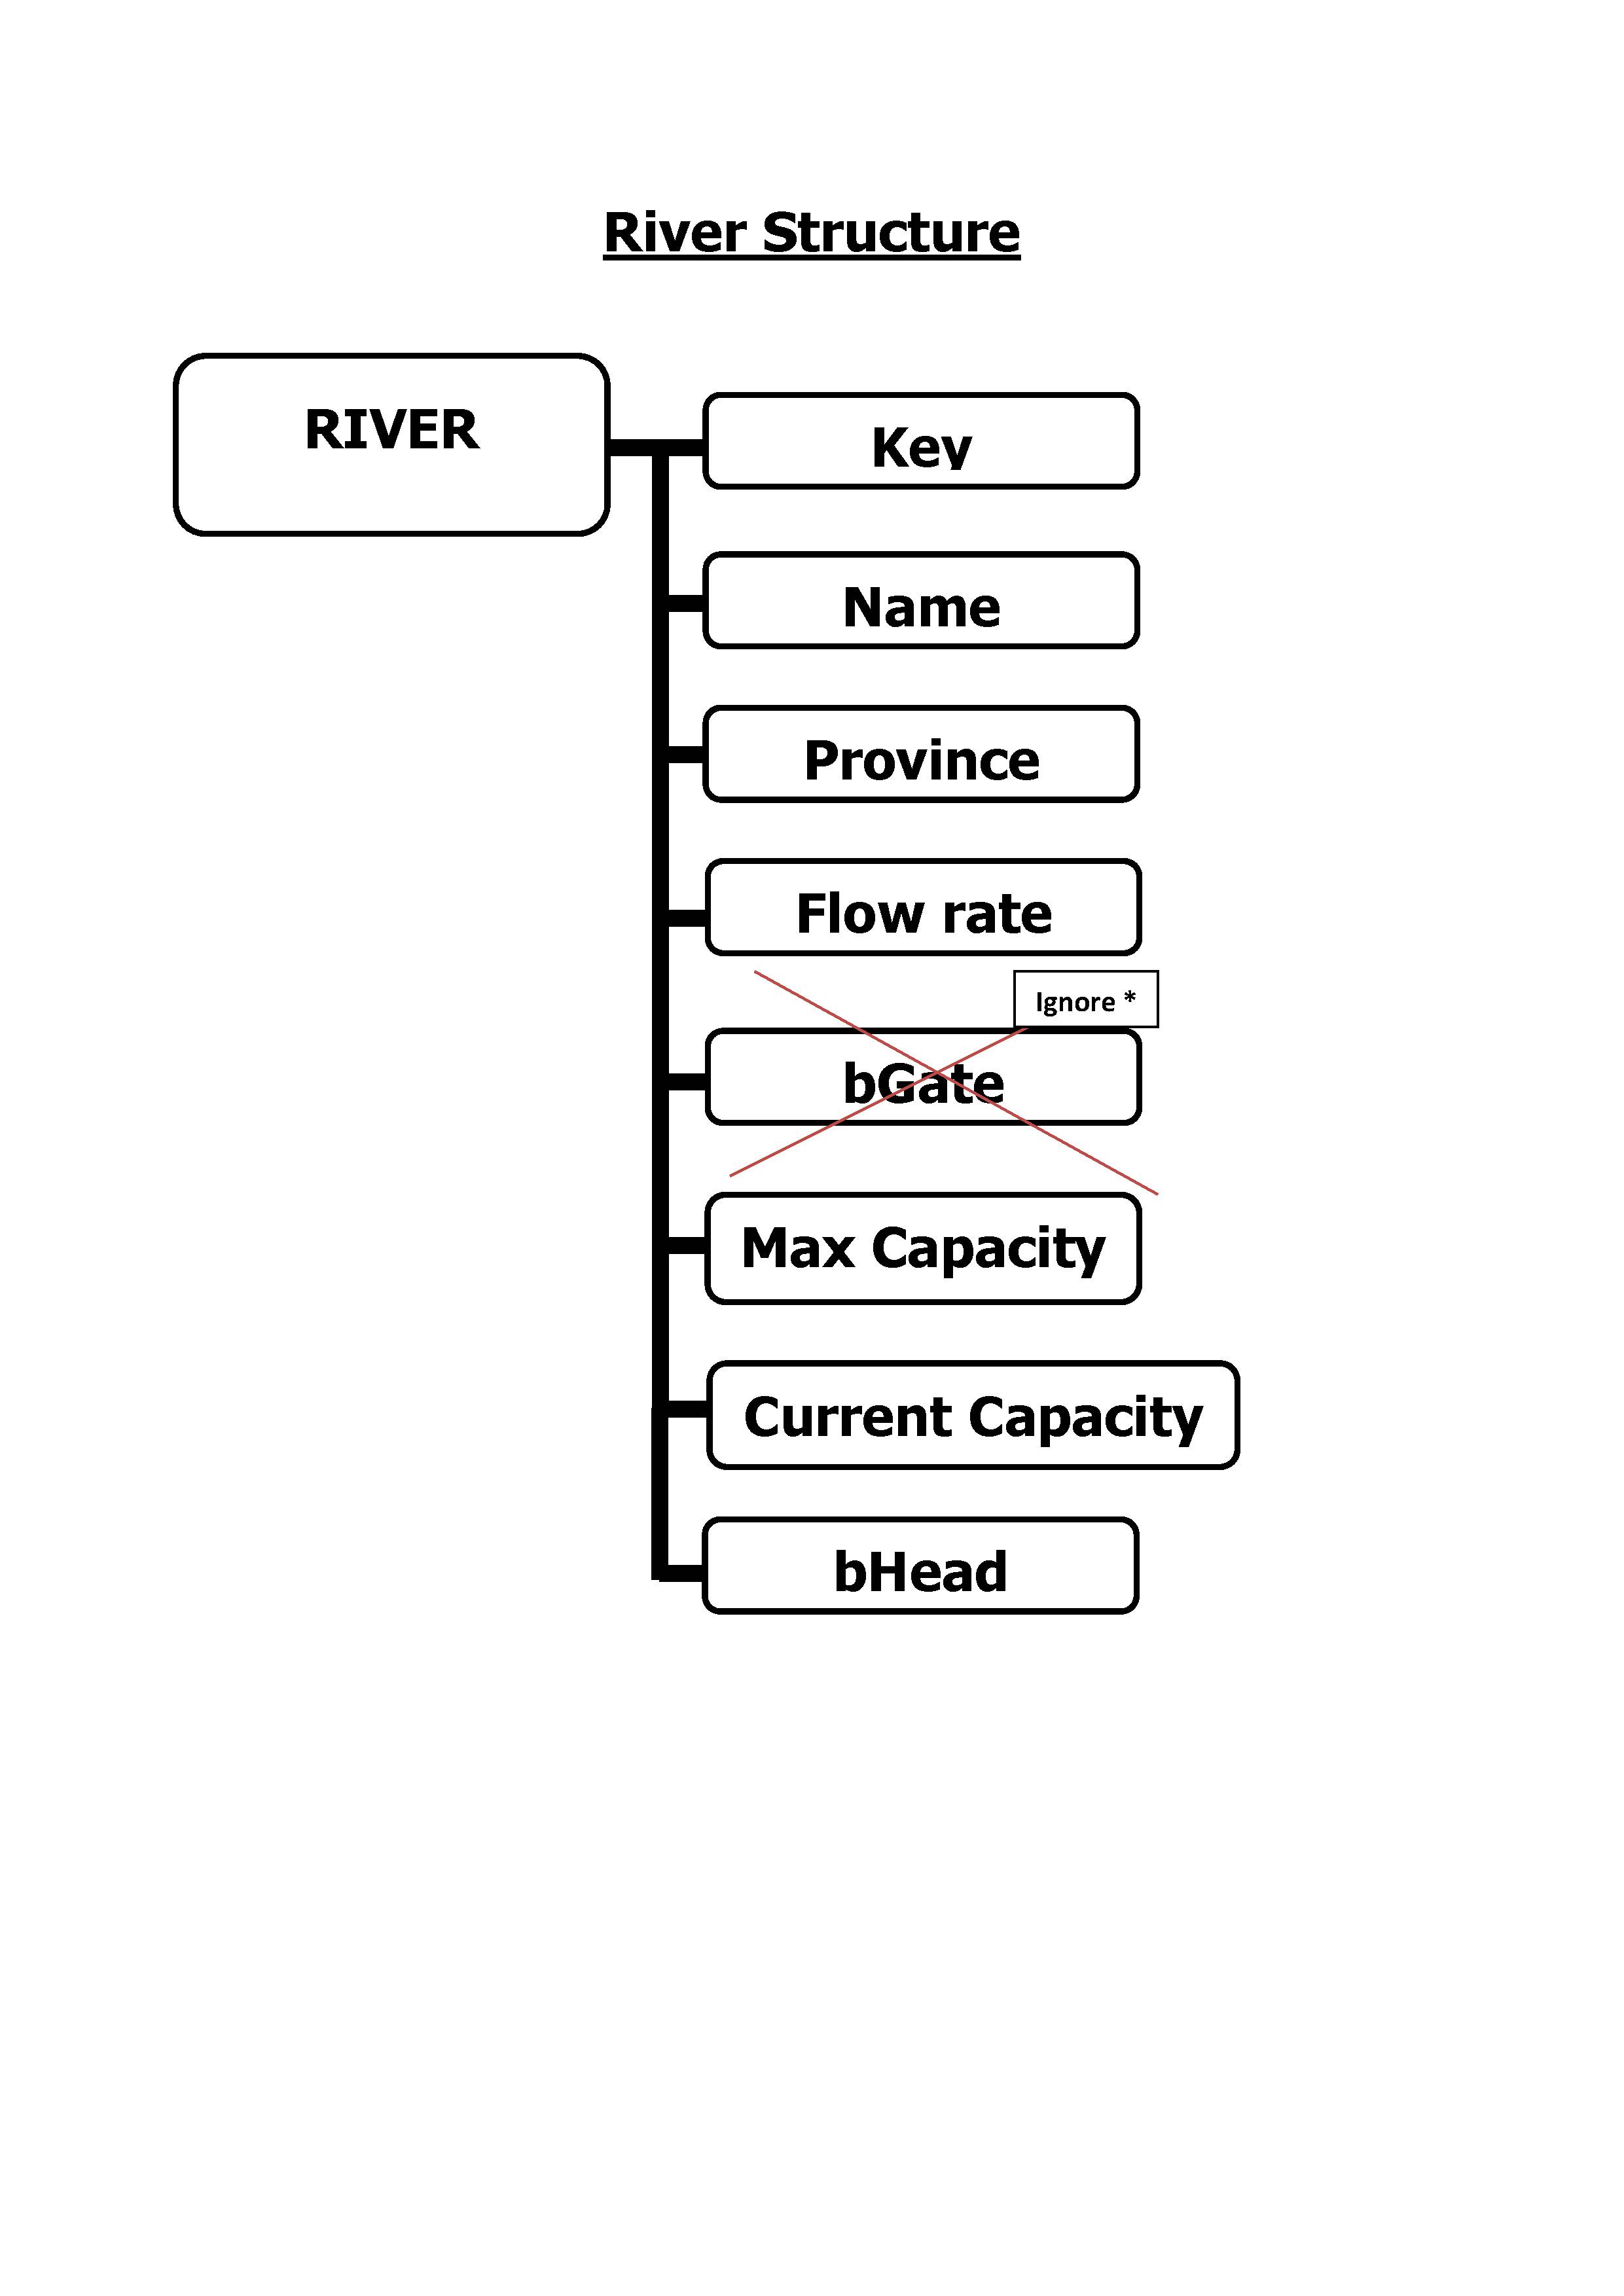 River Structure
RIVER
Key
Name
Province
Flow rate
Ignore *
bGate
Max Capacity
Current Capacity
bHead